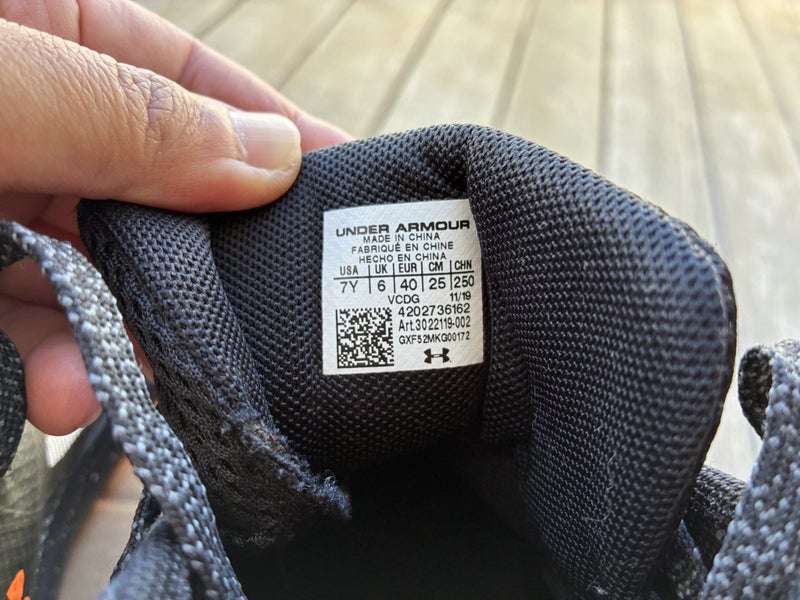 UNDER ARMOUR
MADE IN CHINA
FABRIQUÉ EN CHINE
HECHO EN CHINA
USA UK EUR CM CHN
7Y 6 40 25 250
VCDG 11/19
4202736162
Art.3022119-002
GXF52MKG00172